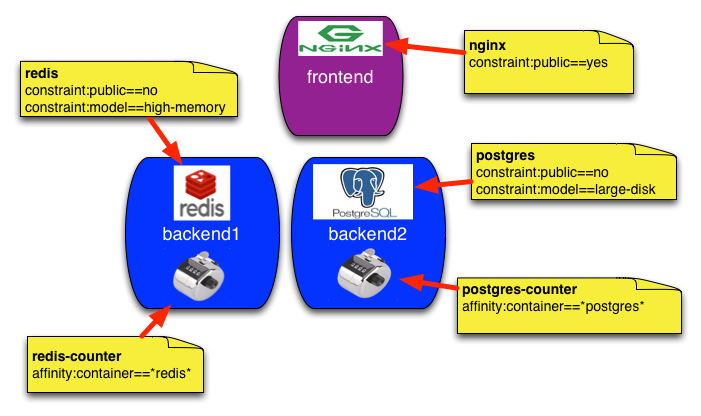 NGiNX
frontend
nginx
constraint:public==yes
redis
constraint:public==no
constraint:model==high-memory
redis
backend1
PostgreSQL
backend2
postgres
constraint:public==no
constraint:model==large-disk
postgres-counter
affinity:container==*postgres*
redis-counter
affinity:container==*redis*